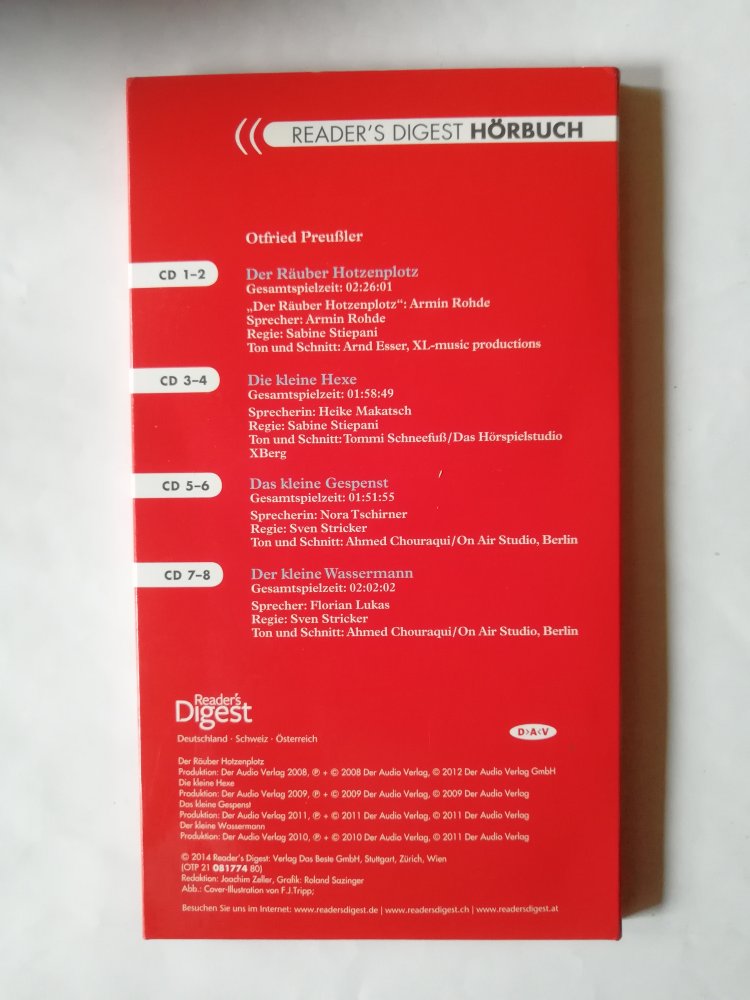 READER'S DIGEST HÖRBUCH
Otfried Preußler
CD 1–2
Der Räuber Hotzenplotz
Gesamtspielzeit: 02:26:01
„Der Räuber Hotzenplotz“: Armin Rohde
Sprecher: Armin Rohde
Regie: Sabine Stiepani
Ton und Schnitt: Arnd Esser, XL-music productions
CD 3–4
Die kleine Hexe
Gesamtspielzeit: 01:58:49
Sprecherin: Heike Makatsch
Regie: Sabine Stiepani
Ton und Schnitt: Tommi Schneefuß/Das Hörspielstudio
XBerg
CD 5–6
Das kleine Gespenst
Gesamtspielzeit: 01:51:55
Sprecherin: Nora Tschirner
Regie: Sven Stricker
Ton und Schnitt: Ahmed Chouraqui/On Air Studio, Berlin
CD 7–8
Der kleine Wassermann
Gesamtspielzeit: 02:02:02
Sprecher: Florian Lukas
Regie: Sven Stricker
Ton und Schnitt: Ahmed Chouraqui/On Air Studio, Berlin
Reader's
Digest
Deutschland · Schweiz · Österreich
D>A<V
Der Räuber Hotzenplotz
Produktion: Der Audio Verlag 2008, ℗ + © 2008 Der Audio Verlag, © 2012 Der Audio Verlag GmbH
Die kleine Hexe
Produktion: Der Audio Verlag 2009, ℗ + © 2009 Der Audio Verlag, © 2009 Der Audio Verlag
Das kleine Gespenst
Produktion: Der Audio Verlag 2011, ℗ + © 2011 Der Audio Verlag, © 2011 Der Audio Verlag
Der kleine Wassermann
Produktion: Der Audio Verlag 2010, ℗ + © 2010 Der Audio Verlag, © 2011 Der Audio Verlag
© 2014 Reader's Digest: Verlag Das Beste GmbH, Stuttgart, Zürich, Wien
(OTP 21 081774 80)
Redaktion: Joachim Zeller, Grafik: Roland Sazinger
Abb.: Cover-Illustration von F.J.Tripp;
Besuchen Sie uns im Internet: www.readersdigest.de | www.readersdigest.ch | www.readersdigest.at